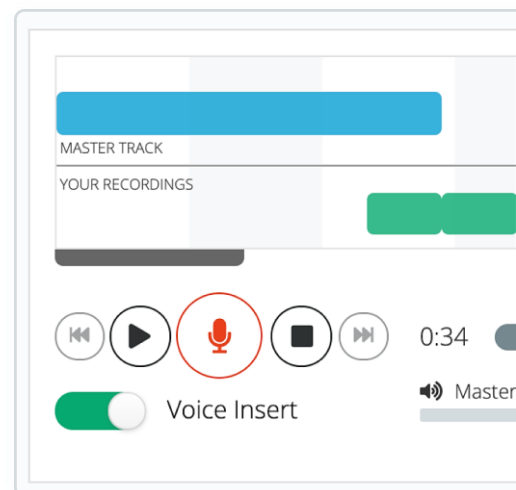 MASTER TRACK
YOUR RECORDINGS
0:34
Master
Voice Insert